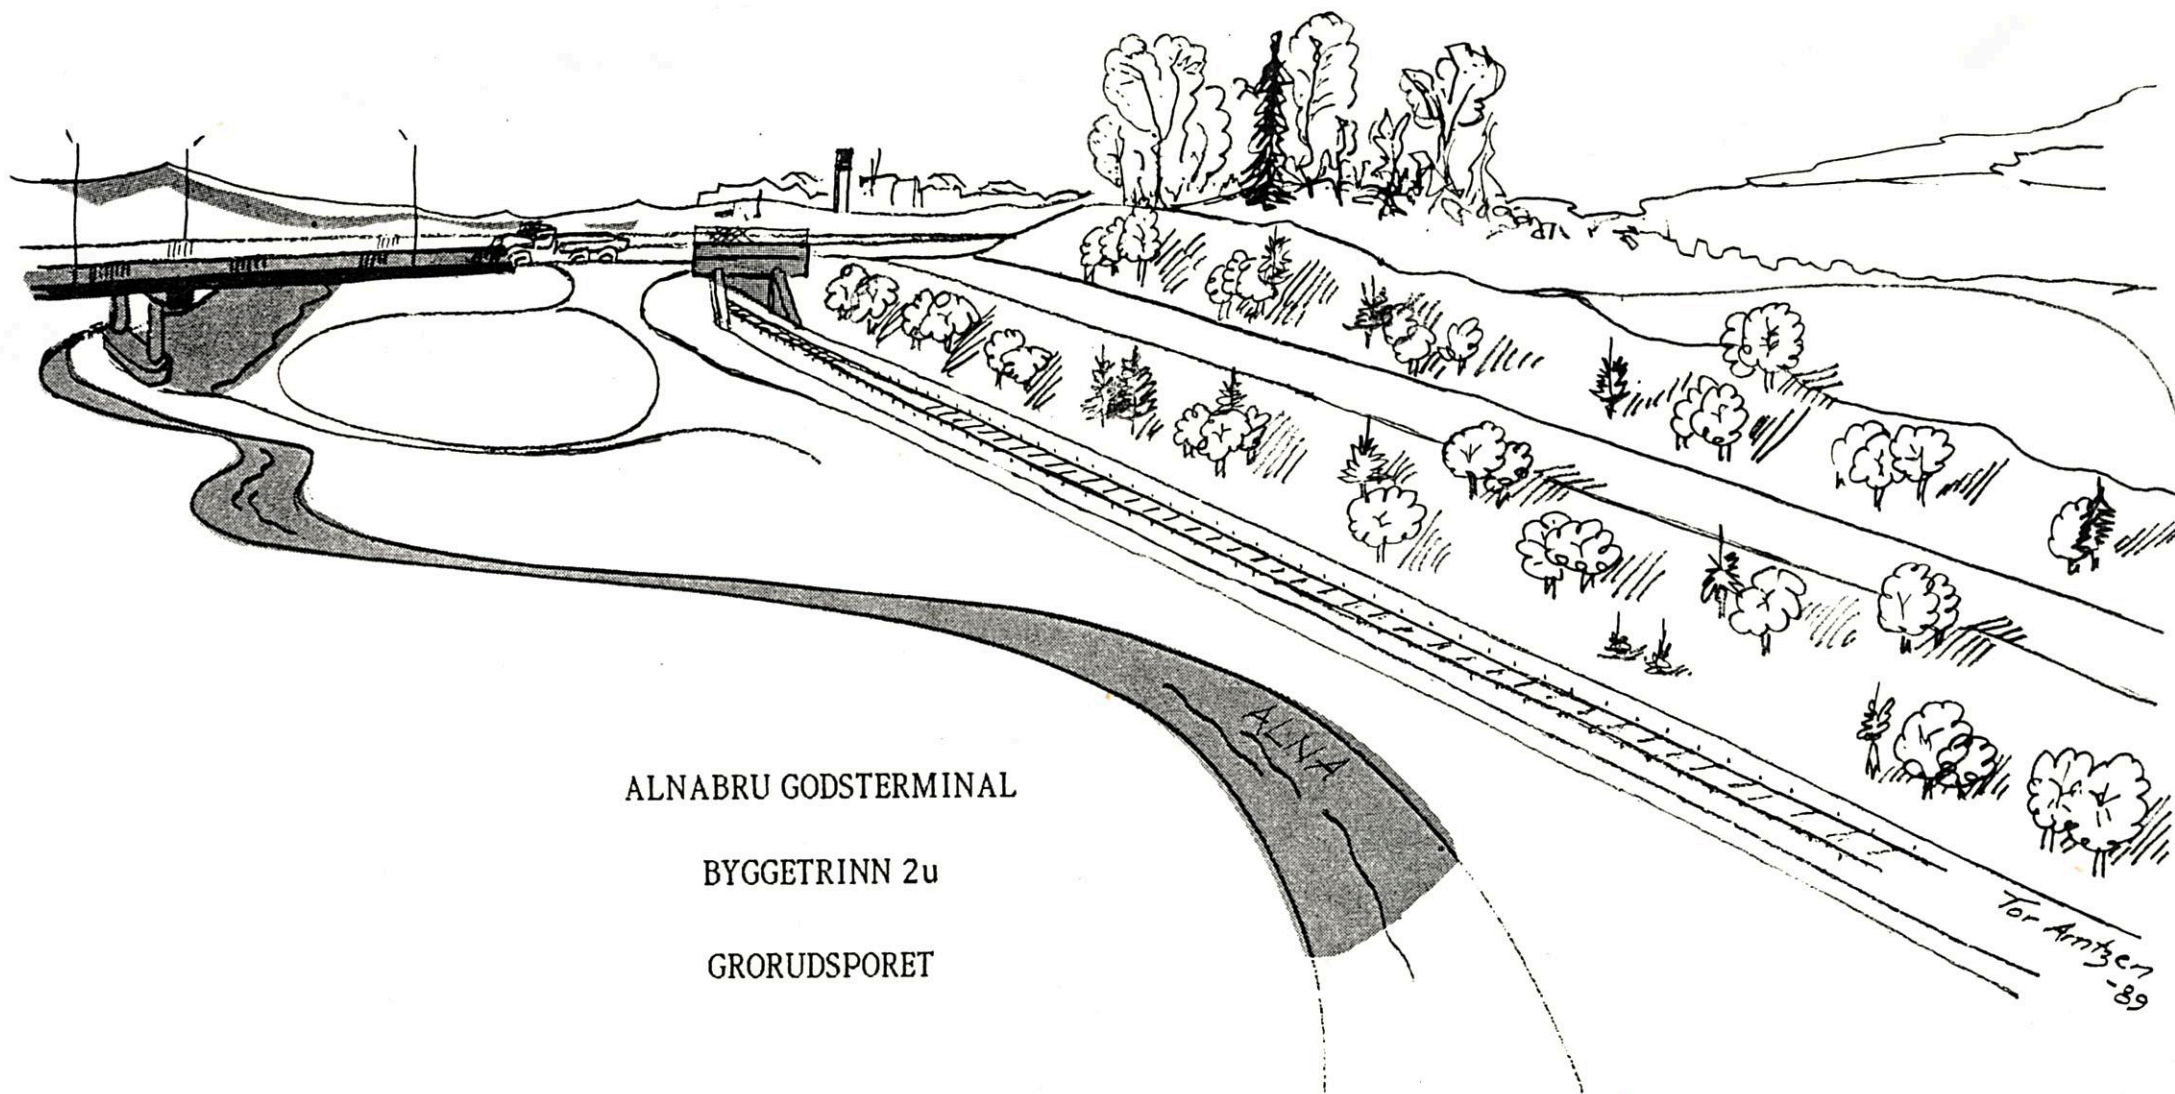 ALNA
ALNABRU GODSTERMINAL
BYGGETRINN 2u
GRORUDSPORET
Tor Arntzen
-89